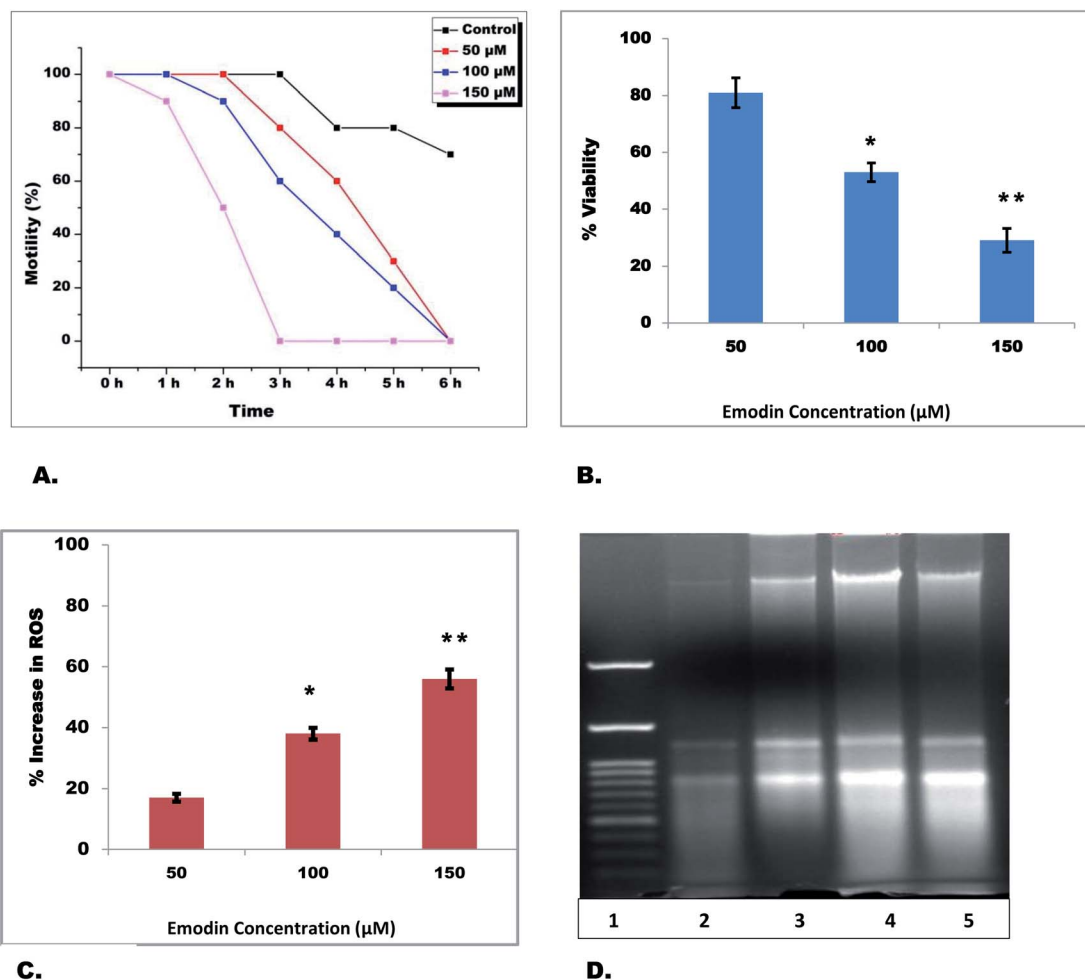 Control
50 µM
100 µM
150 µM
Motility (%)
100
80
60
40
20
0
0 h 1 h 2 h 3 h 4 h 5 h 6 h
Time
A.
% Viability
100
80
60
40
20
0
*
**
50 100 150
Emodin Concentration (µM)
B.
% Increase in ROS
100
80
60
40
20
0
*
**
50 100 150
Emodin Concentration (µM)
C.
1 2 3 4 5
D.